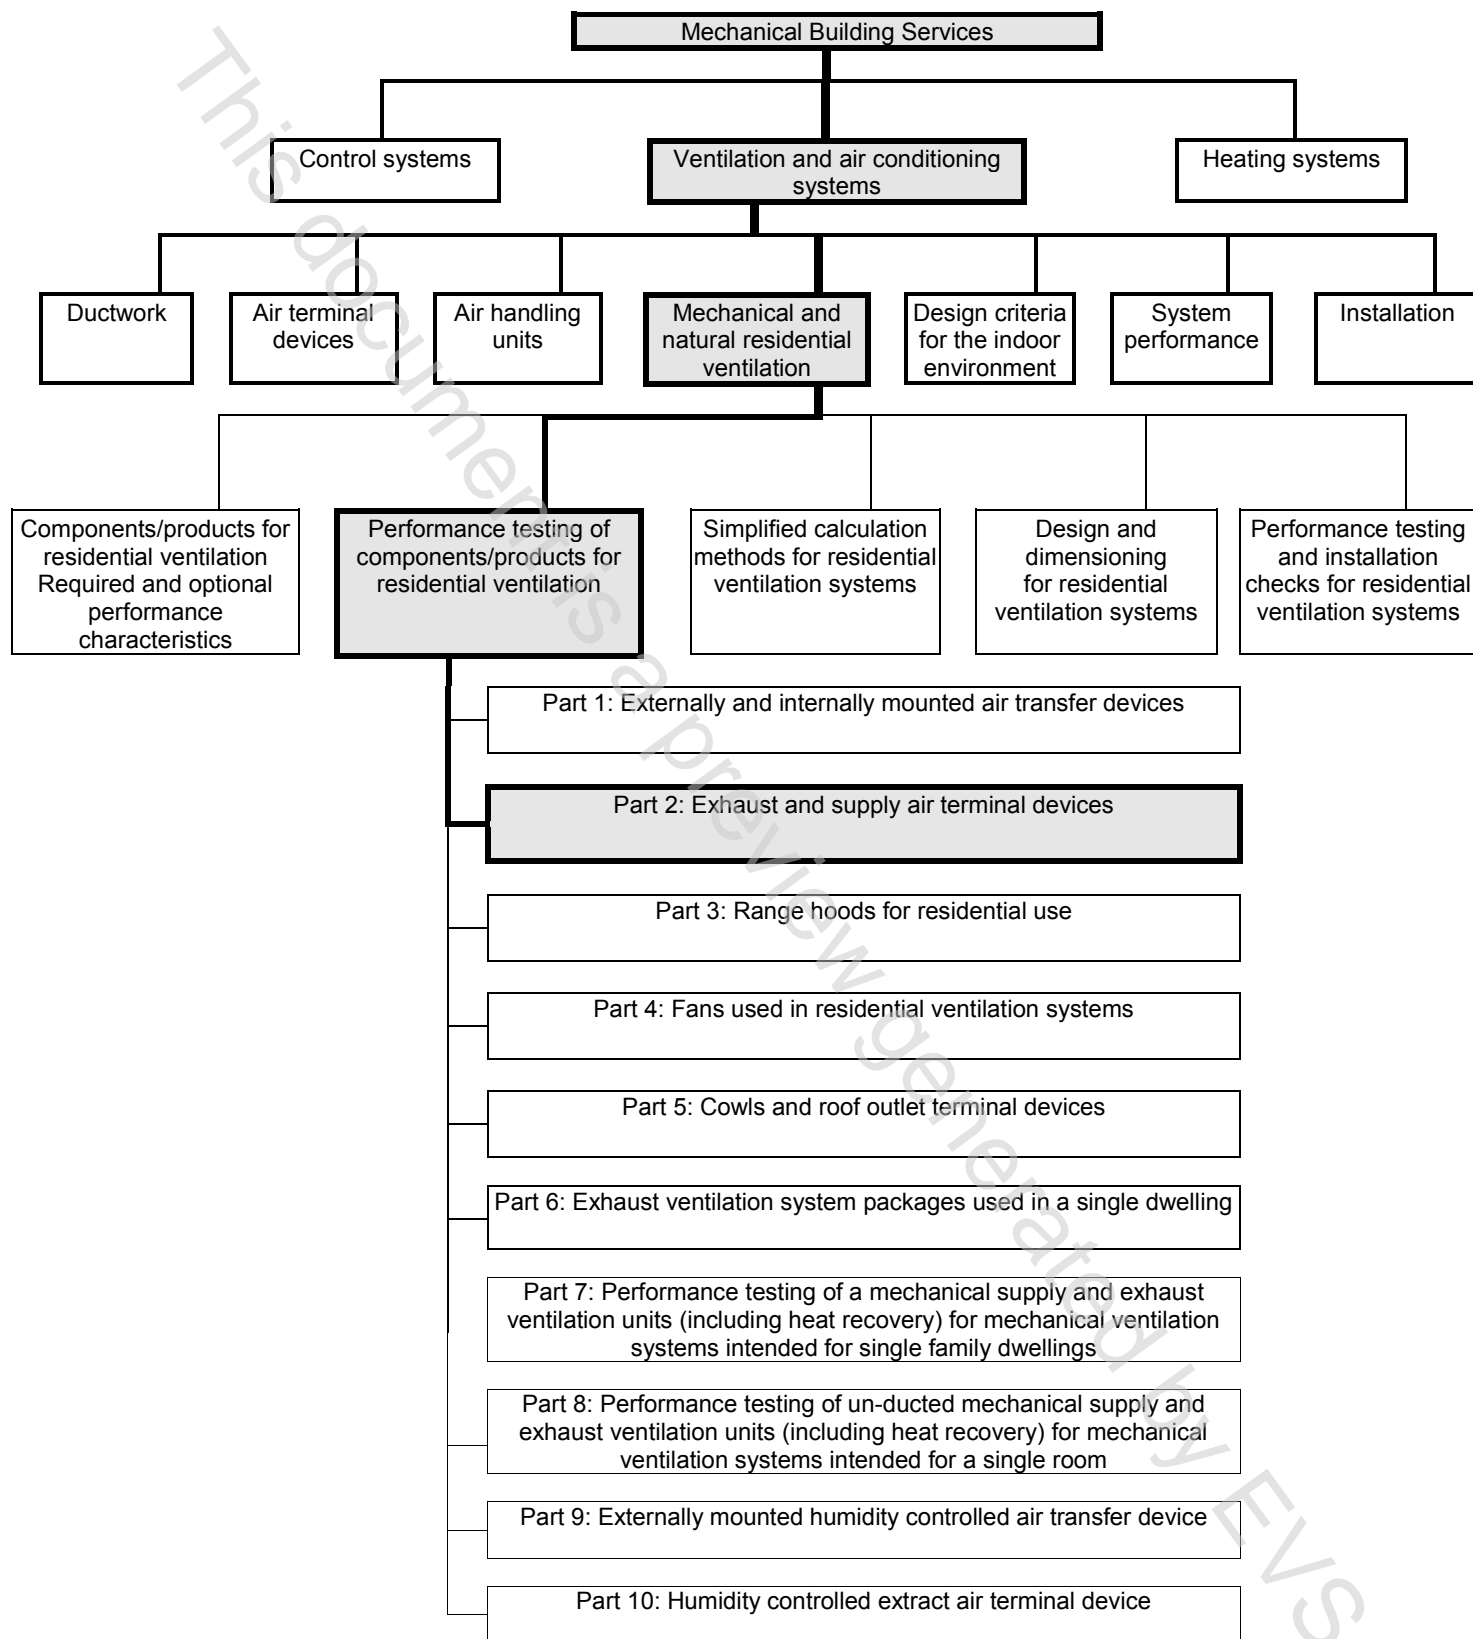 Mechanical Building Services
Control systems
Ventilation and air conditioning
systems
Heating systems
Ductwork
Air terminal
devices
Air handling
units
Mechanical and
natural residential
ventilation
Design criteria
for the indoor
environment
System
performance
Installation
Components/products for
residential ventilation
Required and optional
performance
characteristics
Performance testing of
components/products for
residential ventilation
Simplified calculation
methods for residential
ventilation systems
Design and
dimensioning
for residential
ventilation systems
Performance testing
and installation
checks for residential
ventilation systems
Part 1: Externally and internally mounted air transfer devices
Part 2: Exhaust and supply air terminal devices
Part 3: Range hoods for residential use
Part 4: Fans used in residential ventilation systems
Part 5: Cowls and roof outlet terminal devices
Part 6: Exhaust ventilation system packages used in a single dwelling
Part 7: Performance testing of a mechanical supply and exhaust
ventilation units (including heat recovery) for mechanical ventilation
systems intended for single family dwellings
Part 8: Performance testing of un-ducted mechanical supply and
exhaust ventilation units (including heat recovery) for mechanical
ventilation systems intended for a single room
Part 9: Externally mounted humidity controlled air transfer device
Part 10: Humidity controlled extract air terminal device
This document is a preview generated by EVS